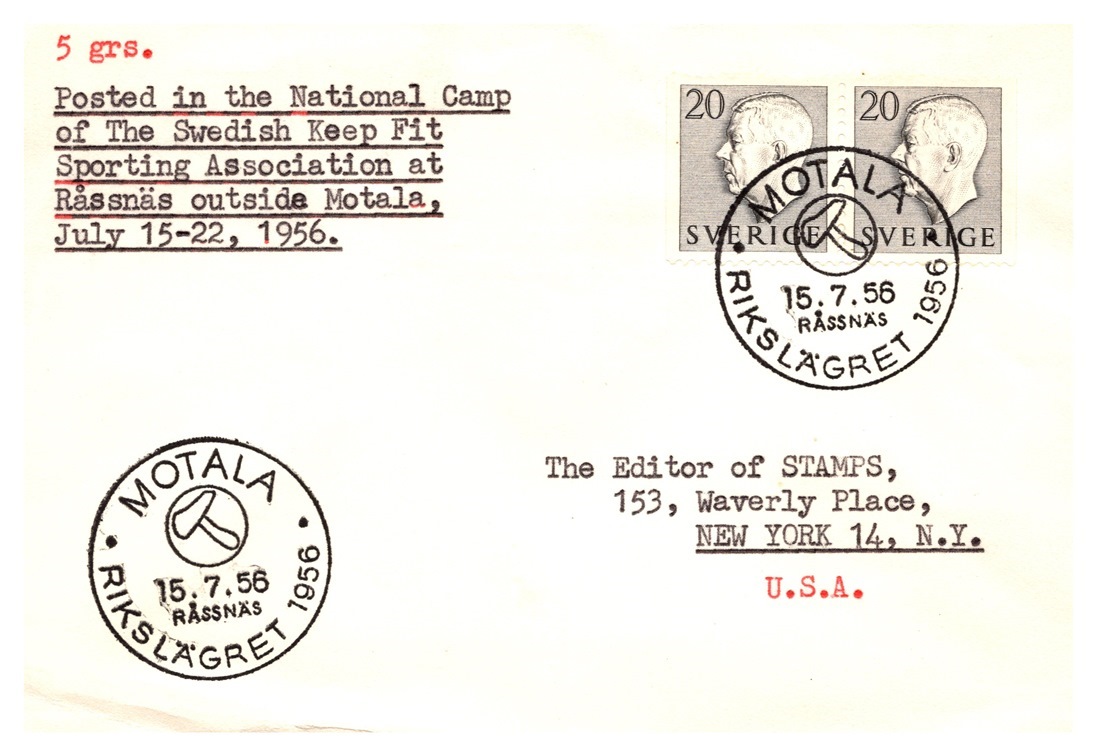 5 grs.
Posted in the National Camp
of The Swedish Keep Fit
Sporting Association at
Råssnäs outside Motala,
July 15-22, 1956.
20
20
SVERIGE
SVERIGE
MOTALA
15.7.56
RÅSSNÄS
RIKSLÄGRET 1956
The Editor of STAMPS,
153, Waverly Place,
NEW YORK 14, N.Y.
U.S.A.
MOTALA
15.7.56
RÅSSNÄS
RIKSLÄGRET 1956